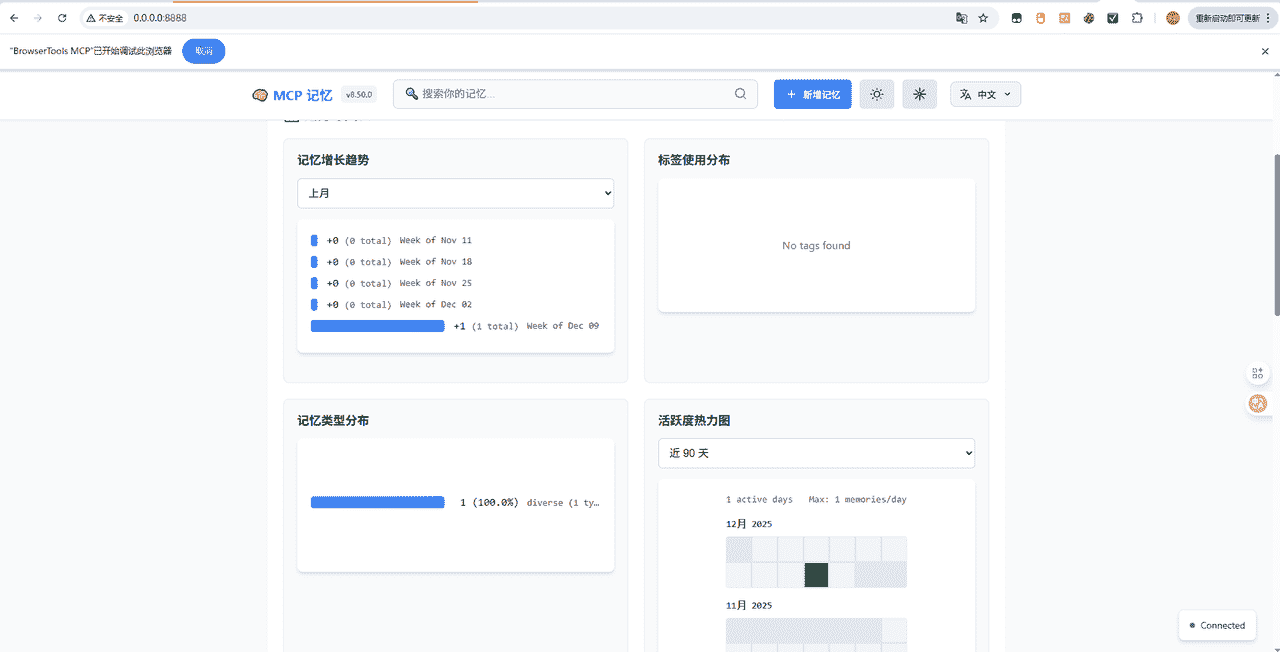 不安全 0.0.0.0:8888
重新启动即可更新
"BrowserTools MCP"已开始调试此浏览器
取消
MCP 记忆
v8.50.0
搜索你的记忆...
+ 新增记忆
中文
记忆增长趋势
上月
+0 (0 total) Week of Nov 11
+0 (0 total) Week of Nov 18
+0 (0 total) Week of Nov 25
+0 (0 total) Week of Dec 02
+1 (1 total) Week of Dec 09
标签使用分布
No tags found
记忆类型分布
1 (100.0%) diverse (1 ty…
活跃度热力图
近 90 天
1 active days Max: 1 memories/day
12月 2025
11月 2025
Connected